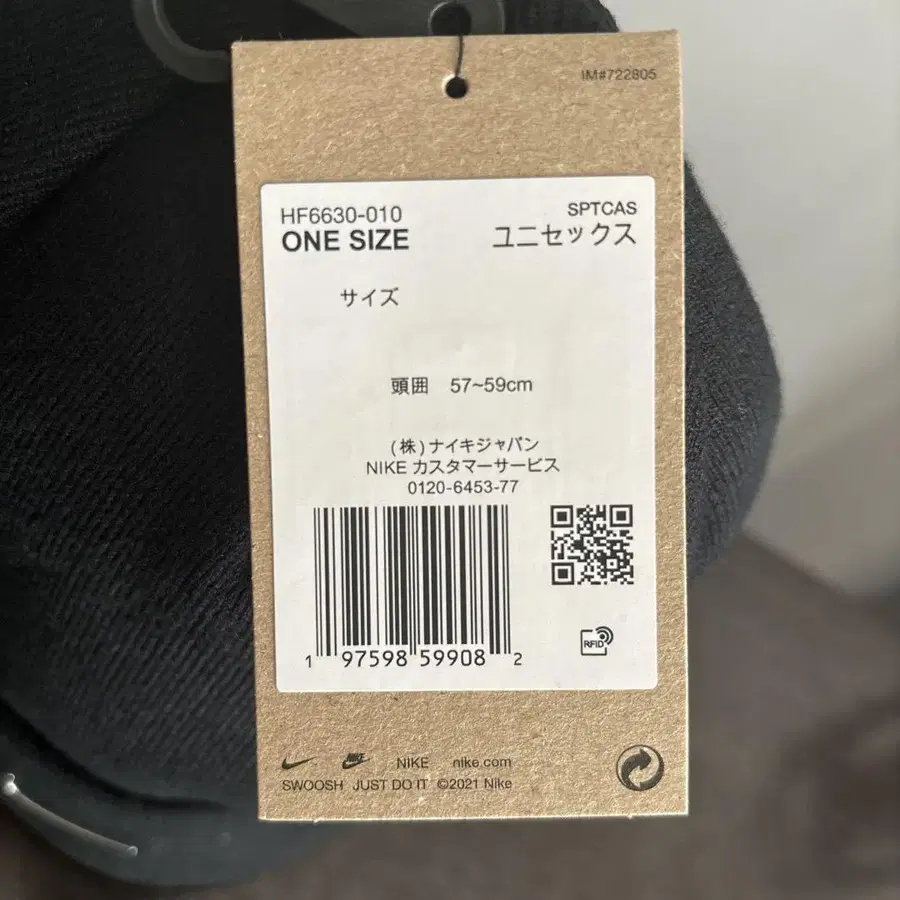 IM#722805
HF6630-010
SPTCAS
ONE SIZE
ユニセックス
サイズ
頭囲 57~59cm
(株)ナイキジャパン
NIKE カスタマーサービス
0120-6453-77
1 97598 59908 2
RFID
NIKE nike.com
SWOOSH JUST DO IT ©2021 Nike